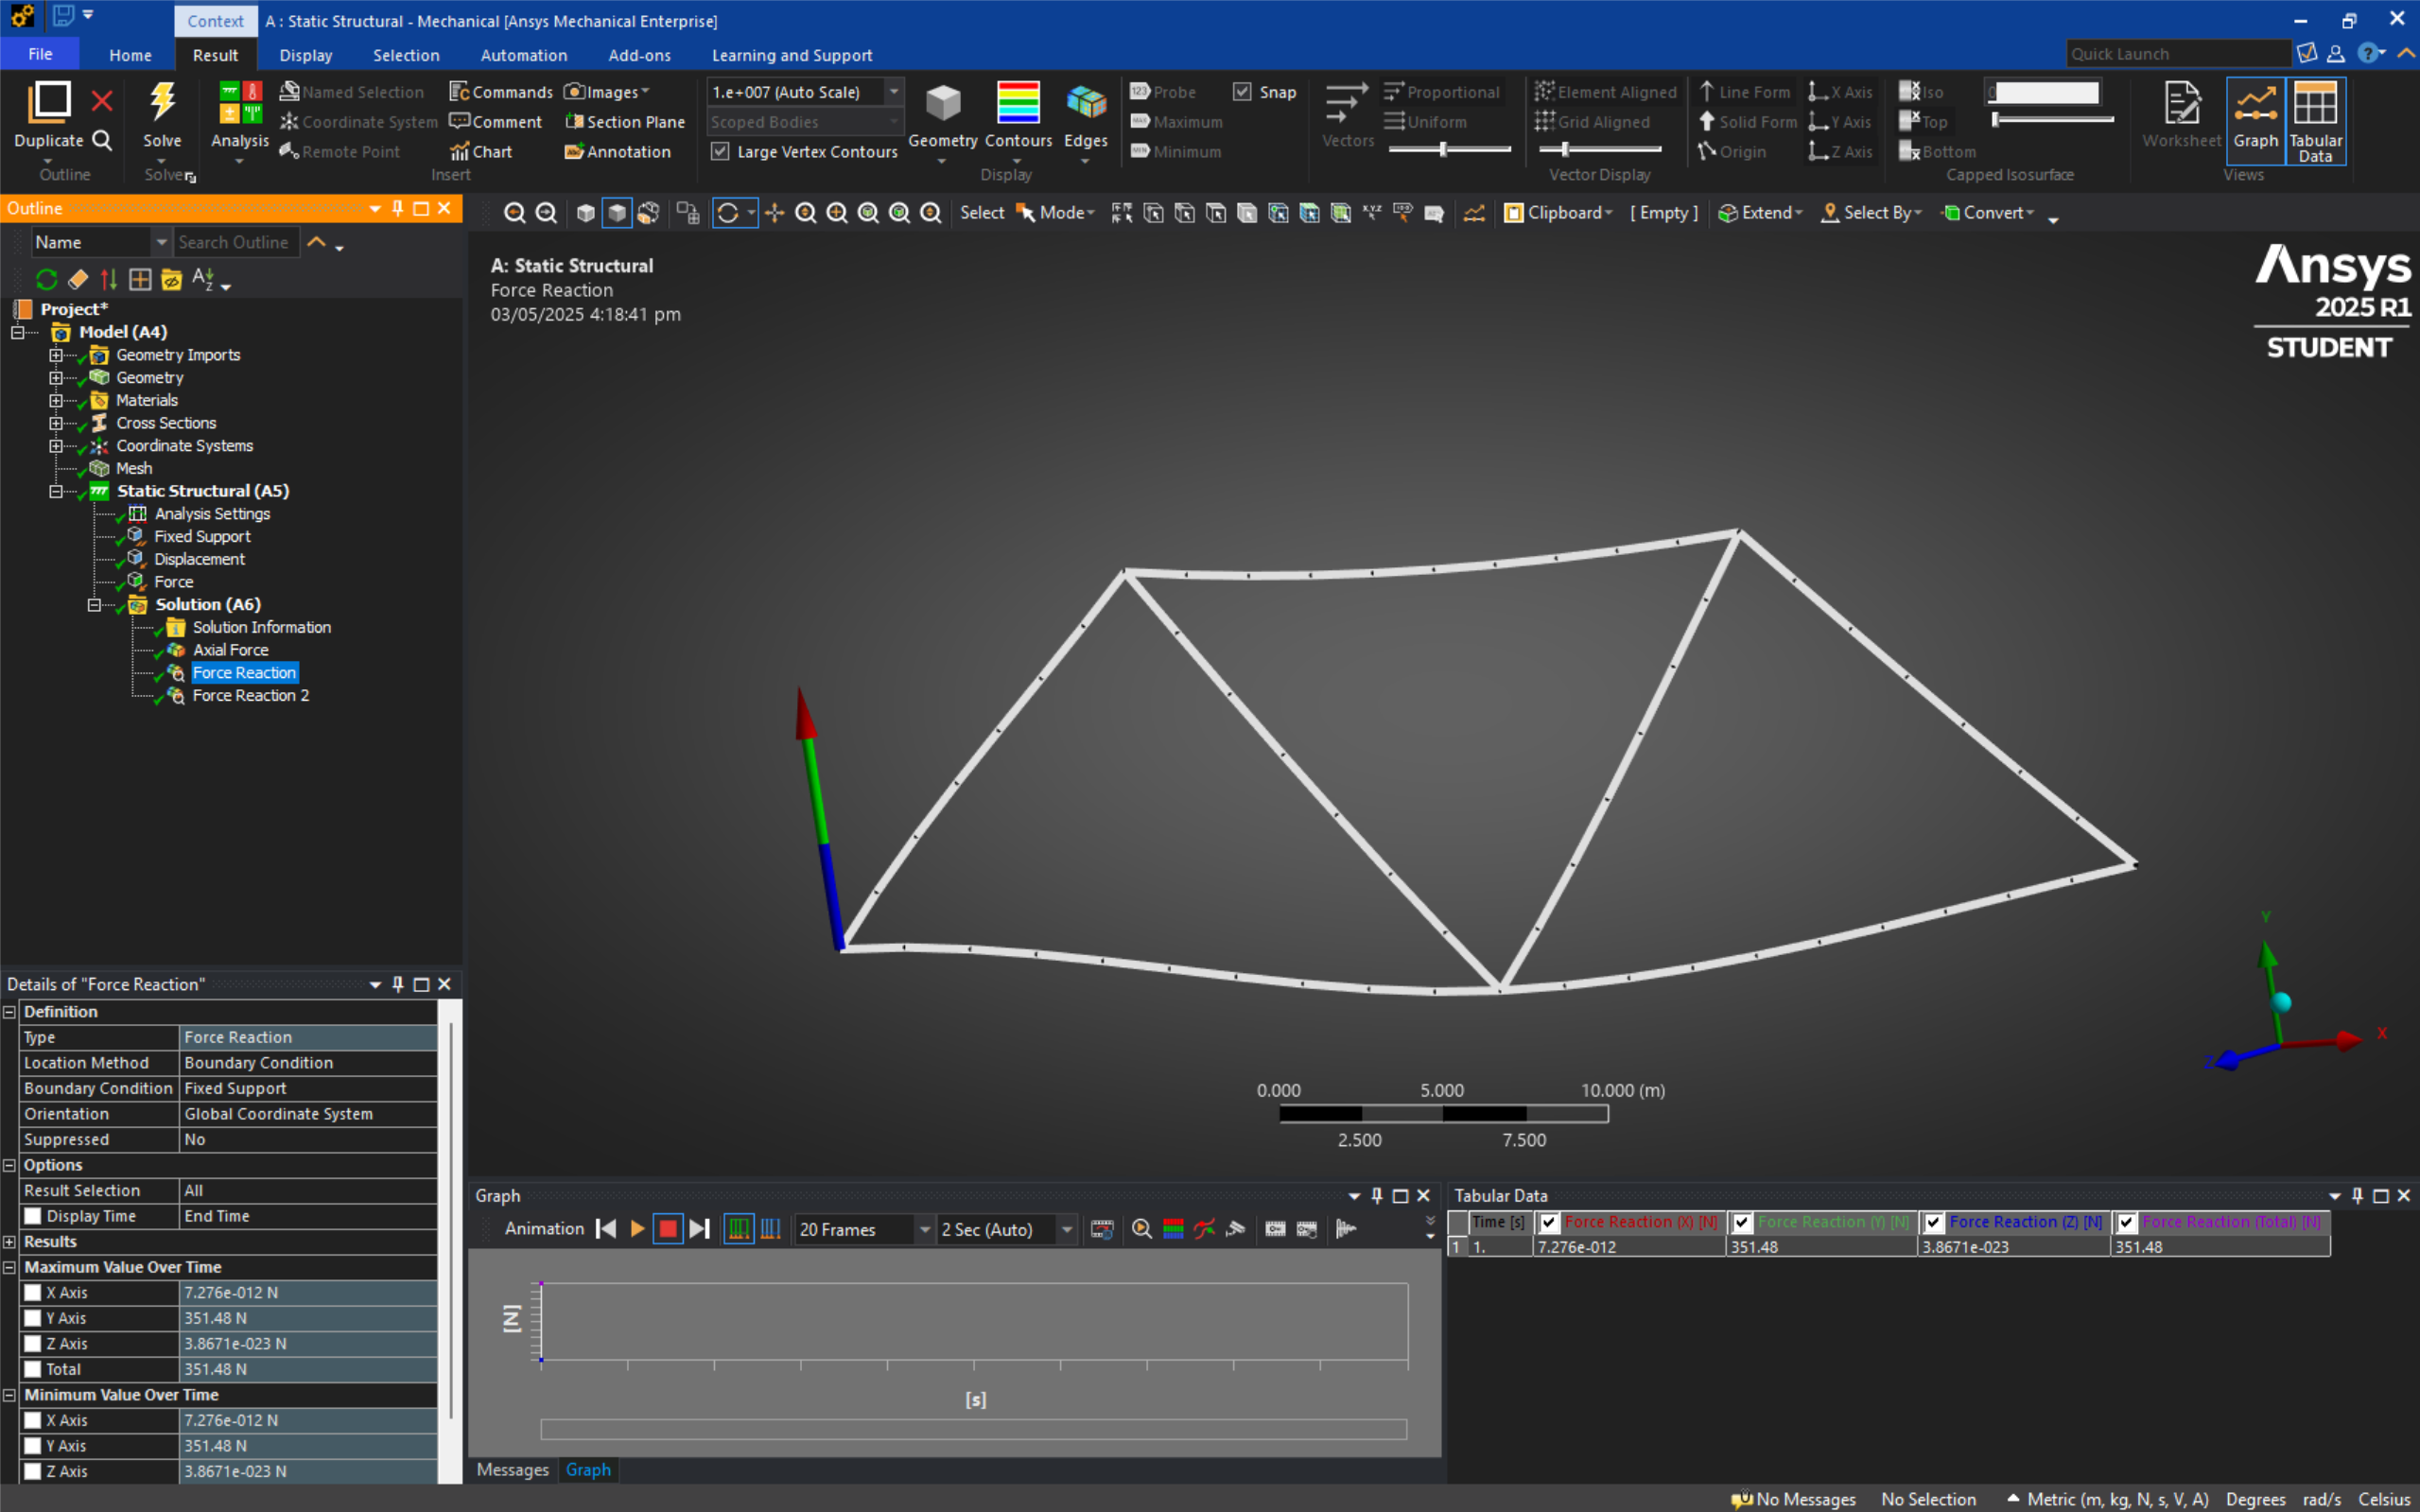 Context A : Static Structural - Mechanical [Ansys Mechanical Enterprise]
File Home Result Display Selection Automation Add-ons Learning and Support Quick Launch
Duplicate
Outline
Solve
Solver
Analysis
Named Selection
Coordinate System
Remote Point
Commands
Comment
Chart
Images
Section Plane
Annotation
Insert
1.e+007 (Auto Scale)
Scoped Bodies
Large Vertex Contours
Geometry Contours Edges
Display
Probe
Maximum
Minimum
Snap
Vectors
Proportional
Uniform
Element Aligned
Grid Aligned
Line Form
Solid Form
Origin
X Axis
Y Axis
Z Axis
Vector Display
Iso
Top
Bottom
0
Capped Isosurface
Worksheet Graph Tabular Data
Views
Outline
Name Search Outline
Select Mode Clipboard [ Empty ] Extend Select By Convert
Project*
Model (A4)
Geometry Imports
Geometry
Materials
Cross Sections
Coordinate Systems
Mesh
Static Structural (A5)
Analysis Settings
Fixed Support
Displacement
Force
Solution (A6)
Solution Information
Axial Force
Force Reaction
Force Reaction 2
A: Static Structural
Force Reaction
03/05/2025 4:18:41 pm
Ansys
2025 R1
STUDENT
Y
X
Z
0.000 5.000 10.000 (m)
2.500 7.500
Details of "Force Reaction"
Definition
Type Force Reaction
Location Method Boundary Condition
Boundary Condition Fixed Support
Orientation Global Coordinate System
Suppressed No
Options
Result Selection All
Display Time End Time
Results
Maximum Value Over Time
X Axis 7.276e-012 N
Y Axis 351.48 N
Z Axis 3.8671e-023 N
Total 351.48 N
Minimum Value Over Time
X Axis 7.276e-012 N
Y Axis 351.48 N
Z Axis 3.8671e-023 N
Graph
Animation 20 Frames 2 Sec (Auto)
[N]
[s]
Messages Graph
Tabular Data
Time [s] Force Reaction (X) [N] Force Reaction (Y) [N] Force Reaction (Z) [N] Force Reaction (Total) [N]
1 1. 7.276e-012 351.48 3.8671e-023 351.48
No Messages No Selection Metric (m, kg, N, s, V, A) Degrees rad/s Celsius